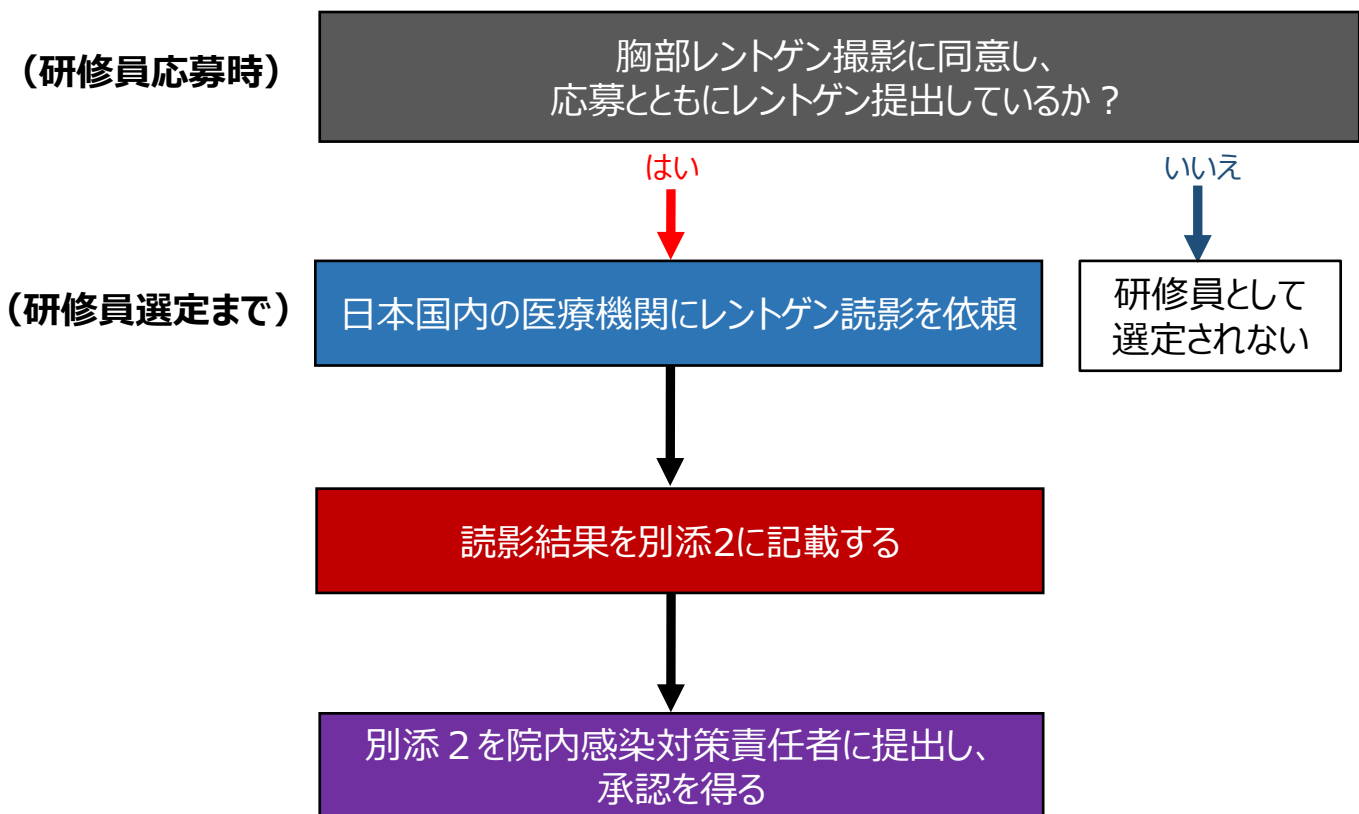 （研修員応募時）
胸部レントゲン撮影に同意し、
応募とともにレントゲン提出しているか？
はい
いいえ
（研修員選定まで）
日本国内の医療機関にレントゲン読影を依頼
研修員として
選定されない
読影結果を別添2に記載する
別添２を院内感染対策責任者に提出し、
承認を得る